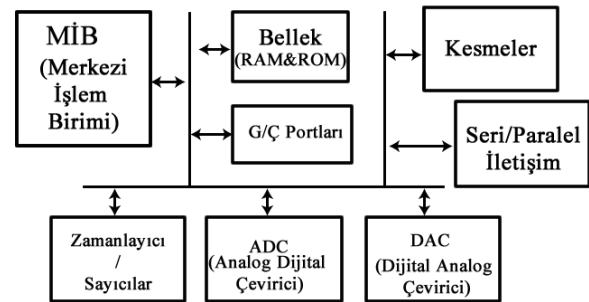 MİB
(Merkezi
İşlem
Birimi)
Bellek
(RAM&ROM)
G/Ç Portları
Kesmeler
Seri/Paralel
İletişim
Zamanlayıcı
/
Sayıcılar
ADC
(Analog Dijital
Çevirici)
DAC
(Dijital Analog
Çevirici)